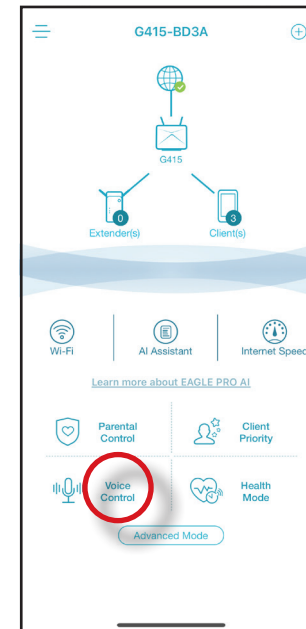 G415-BD3A
G415
0
3
Extender(s)
Client(s)
Wi-Fi
AI Assistant
Internet Speed
Learn more about EAGLE PRO AI
Parental
Control
Client
Priority
Voice
Control
Health
Mode
Advanced Mode